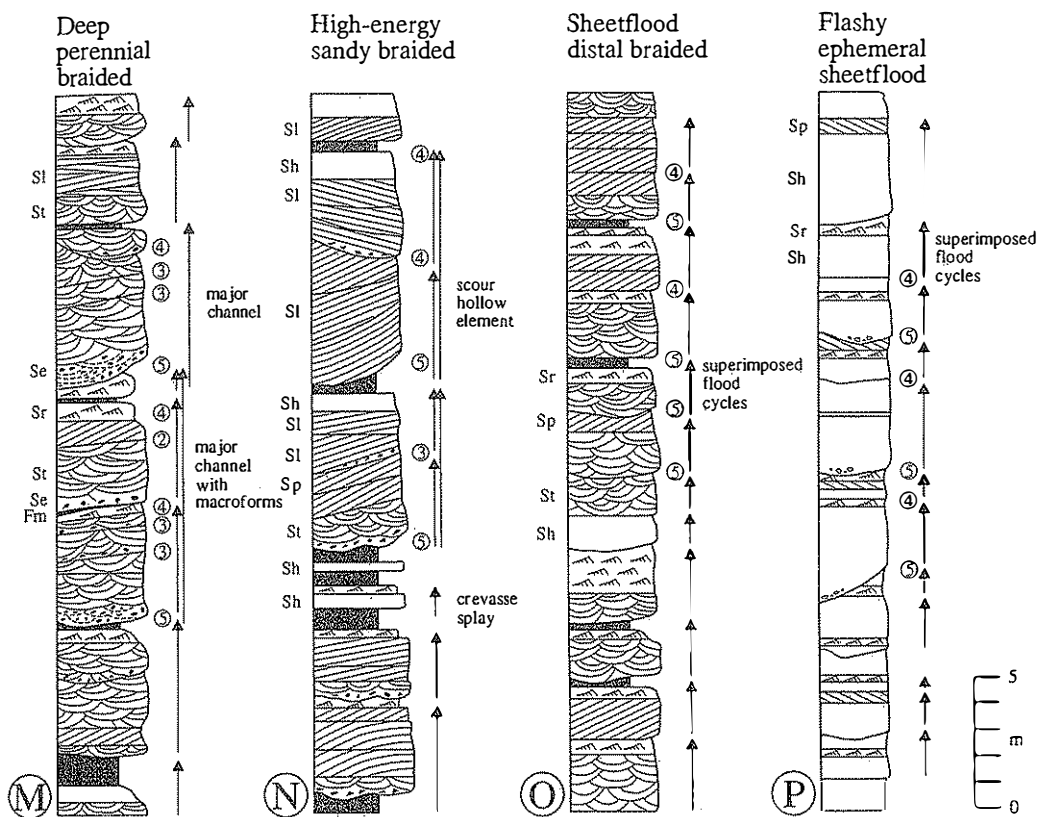 Deep
perennial
braided
Sl
St
④
③
③
major
channel
Se
⑤
Sr
④
②
major
channel
with
macroforms
St
Se
④
Fm
③
③
⑤
M
High-energy
sandy braided
Sl
④
Sh
Sl
④
scour
hollow
element
Sl
⑤
Sh
Sl
Sl
③
Sp
St
⑤
Sh
Sh
crevasse
splay
N
Sheetflood
distal braided
④
⑤
④
⑤
superimposed
flood
cycles
Sr
⑤
Sp
⑤
St
Sh
O
Flashy
ephemeral
sheetflood
Sp
Sh
Sr
superimposed
flood
cycles
Sh
④
⑤
④
⑤
④
⑤
P
5
m
0